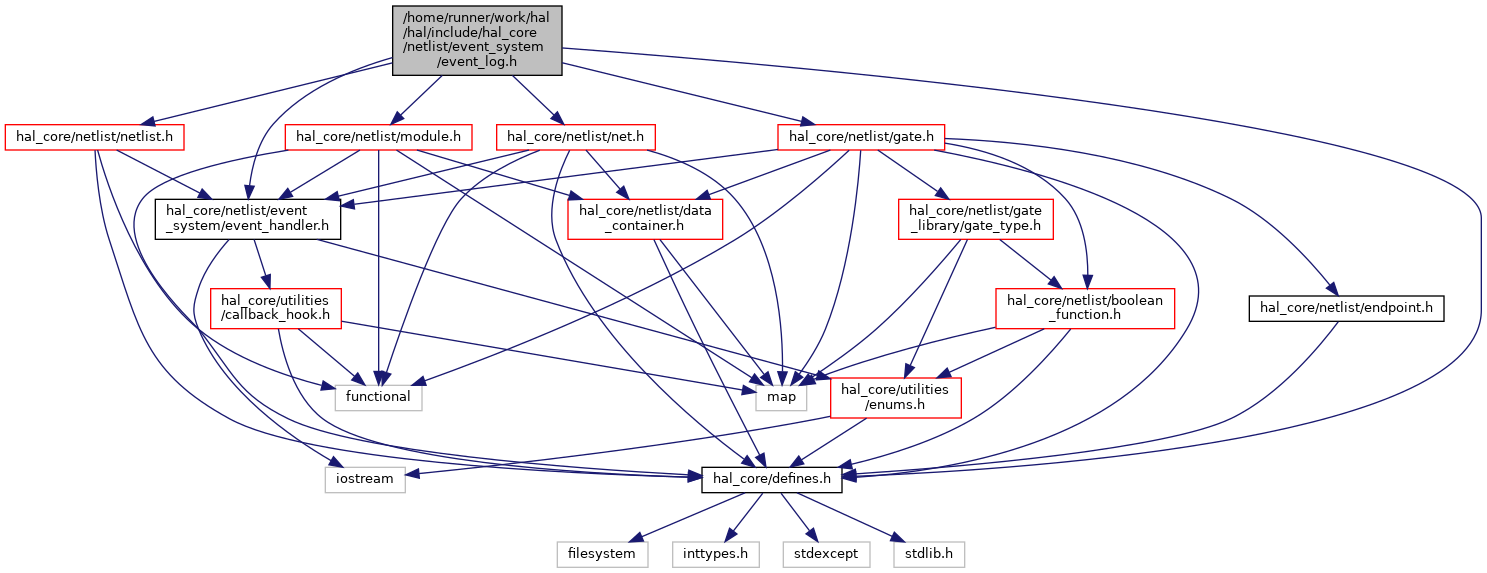 /home/runner/work/hal
/hal/include/hal_core
/netlist/event_system
/event_log.h
hal_core/netlist/netlist.h
hal_core/netlist/module.h
hal_core/netlist/net.h
hal_core/netlist/gate.h
hal_core/netlist/event
_system/event_handler.h
hal_core/netlist/data
_container.h
hal_core/netlist/gate
_library/gate_type.h
hal_core/utilities
/callback_hook.h
hal_core/netlist/boolean
_function.h
hal_core/netlist/endpoint.h
functional
map
hal_core/utilities
/enums.h
iostream
hal_core/defines.h
filesystem
inttypes.h
stdexcept
stdlib.h